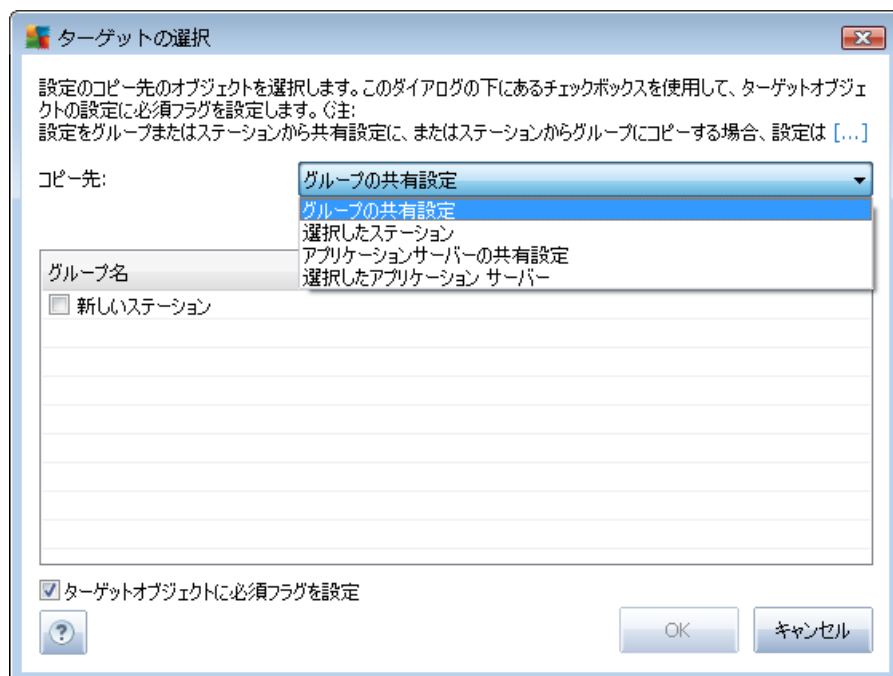 ターゲットの選択
設定のコピー先のオブジェクトを選択します。このダイアログの下にあるチェックボックスを使用して、ターゲットオブジェ
クトの設定に必須フラグを設定します。(注:
設定をグループまたはステーションから共有設定に、またはステーションからグループにコピーする場合、設定は [...]
コピー先:
グループの共有設定
グループの共有設定
選択したステーション
アプリケーションサーバーの共有設定
選択したアプリケーション サーバー
グループ名
新しいステーション
ターゲットオブジェクトに必須フラグを設定
?
OK
キャンセル